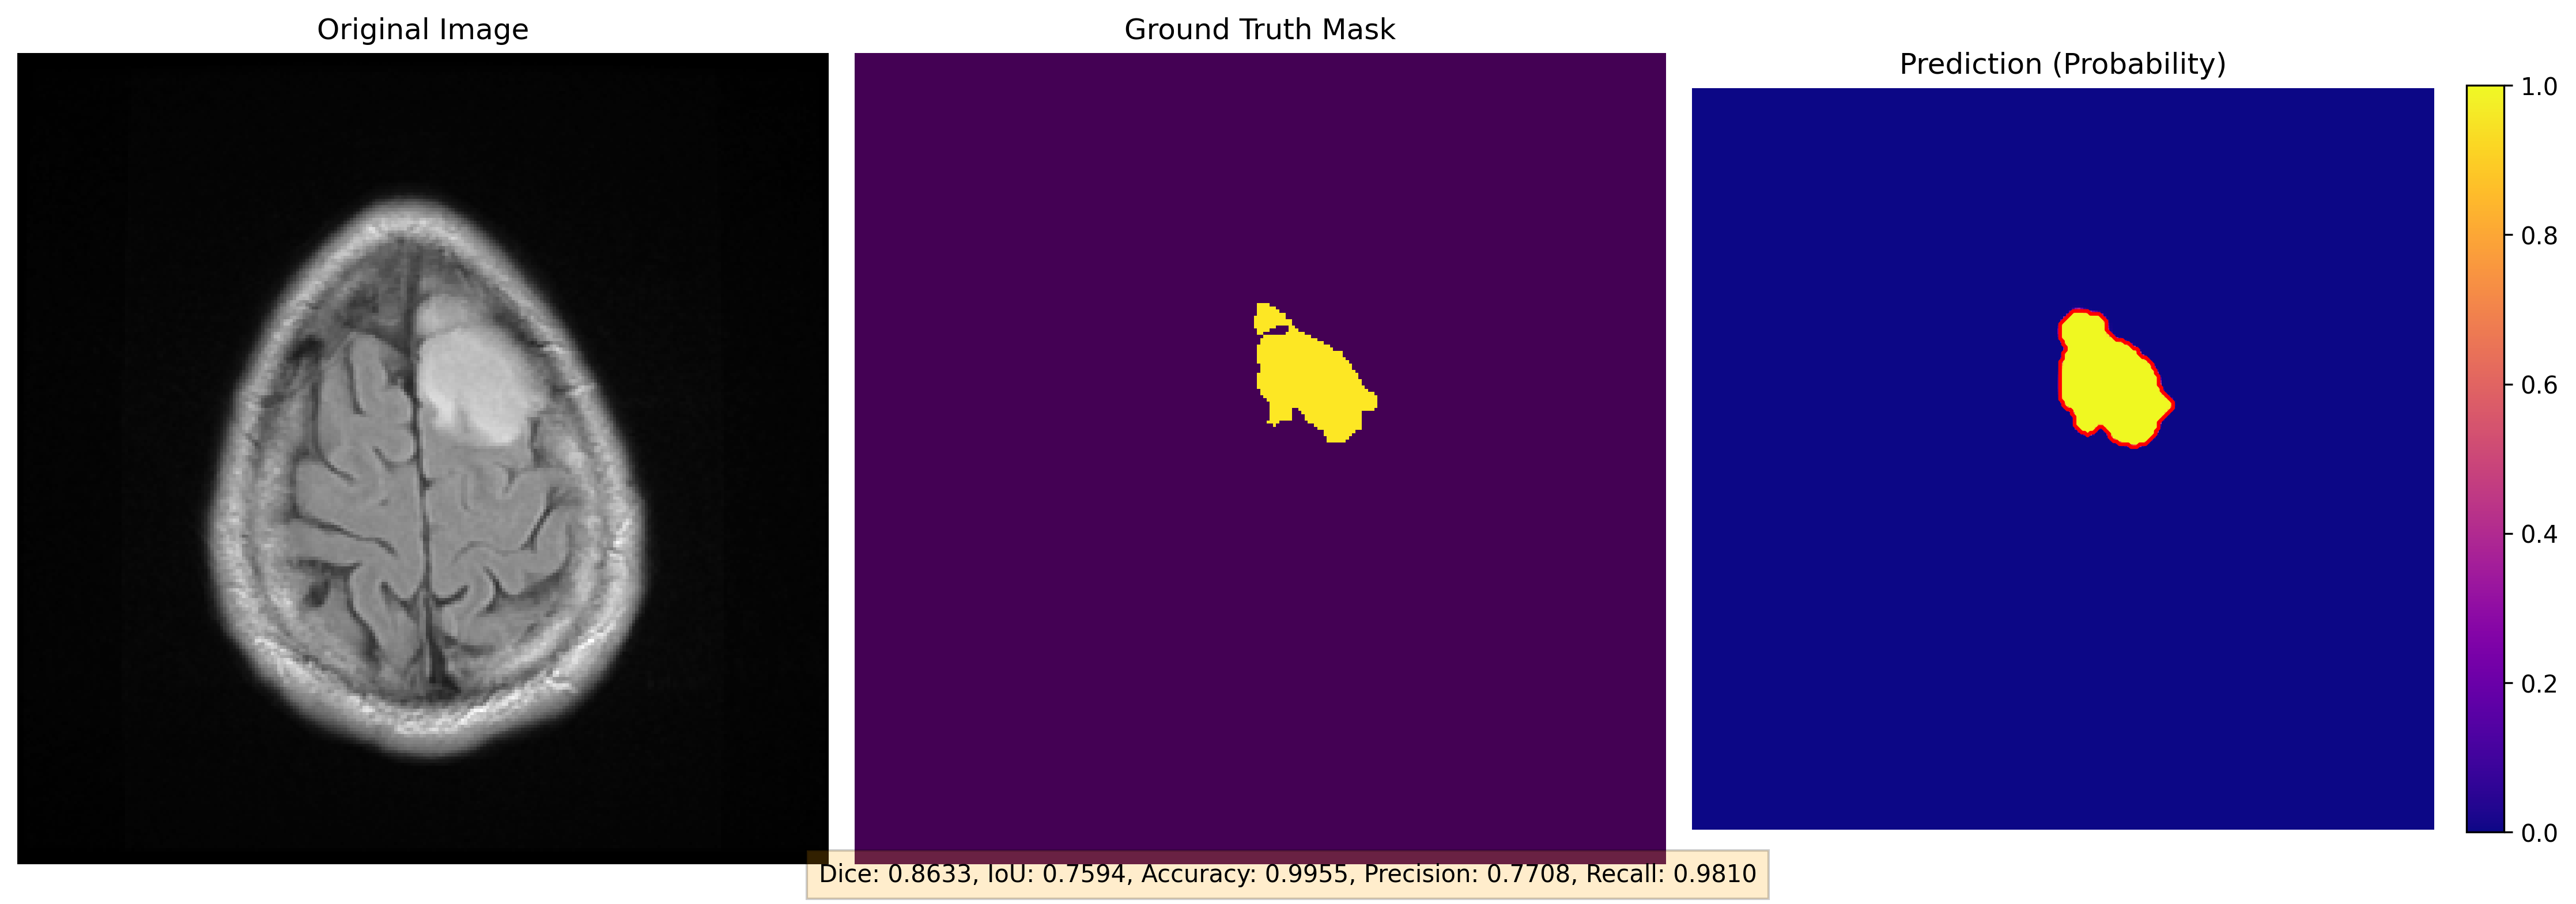 Original Image
Ground Truth Mask
Prediction (Probability)
1.0
0.8
0.6
0.4
0.2
0.0
Dice: 0.8633, IoU: 0.7594, Accuracy: 0.9955, Precision: 0.7708, Recall: 0.9810